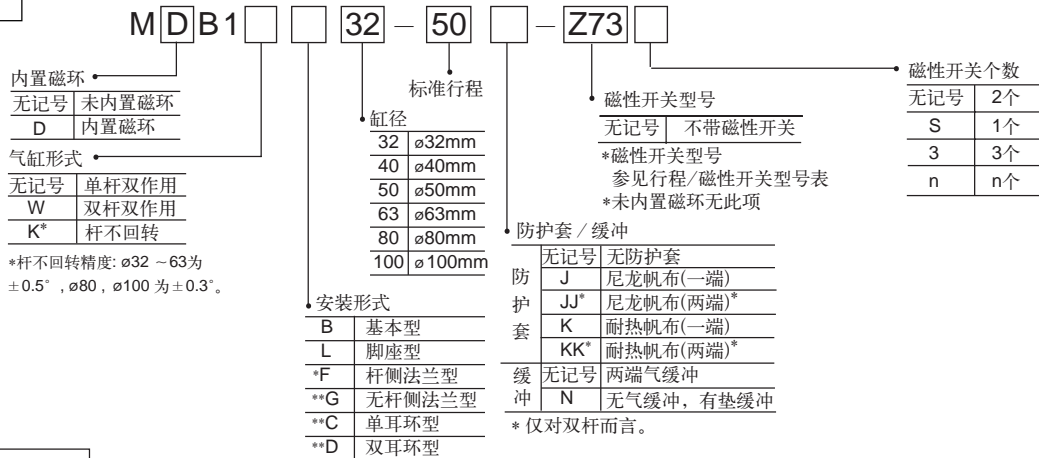 MDB1 32－50 －Z73
内置磁环
无记号 未内置磁环
D 内置磁环
气缸形式
无记号 单杆双作用
W 双杆双作用
K* 杆不回转
*杆不回转精度: ø32 ～63为
±0.5°, ø80 , ø100 为±0.3°。
标准行程
缸径
32 ø32mm
40 ø40mm
50 ø50mm
63 ø63mm
80 ø80mm
100 ø100mm
安装形式
B 基本型
L 脚座型
*F 杆侧法兰型
**G 无杆侧法兰型
**C 单耳环型
**D 双耳环型
磁性开关型号
无记号 不带磁性开关
*磁性开关型号
参见行程/磁性开关型号表
*未内置磁环无此项
防护套／缓冲
防护套
无记号 无防护套
J 尼龙帆布(一端)
JJ* 尼龙帆布(两端)*
K 耐热帆布(一端)
KK* 耐热帆布(两端)*
缓冲
无记号 两端气缓冲
N 无气缓冲，有垫缓冲
* 仅对双杆而言。
磁性开关个数
无记号 2个
S 1个
3 3个
n n个